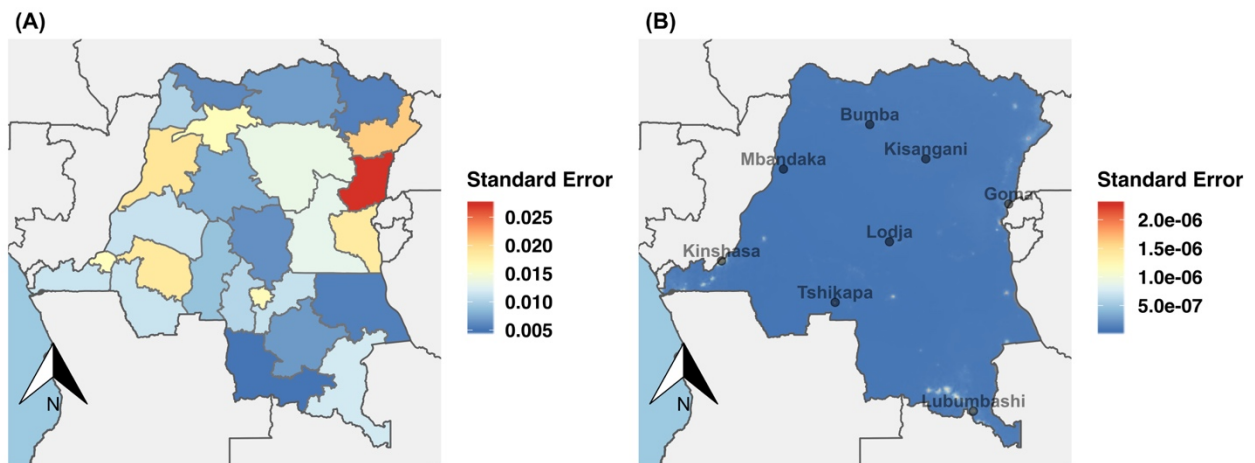 (A)
Standard Error
0.025
0.020
0.015
0.010
0.005
N
(B)
Bumba
Kisangani
Mbandaka
Goma
Lodja
Kinshasa
Tshikapa
Lubumbashi
N
Standard Error
2.0e-06
1.5e-06
1.0e-06
5.0e-07